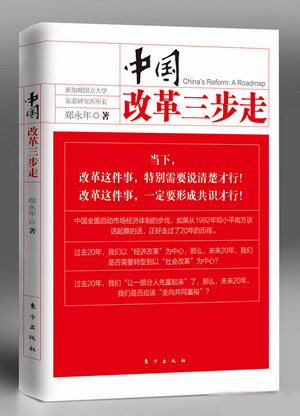 中国
China's Reform: A Roadmap
改革三步走
新加坡国立大学
东亚研究所所长
郑永年◎著
当下，
改革这件事，特别需要说清楚才行！
改革这件事，一定要形成共识才行！
中国全面启动市场经济体制的步伐，如果从1992年邓小平南方谈
话起算的话，正好走过了20年的历程。
过去20年，我们以“经济改革”为中心，那么，未来20年，我们
是否需要转型到以“社会改革”为中心？
过去20年，我们“让一部分人先富起来”了，那么，未来20年，
我们是否应该“走向共同富裕”？
东方出版社
中国
改革三步走
郑永年◎著
东方出版社